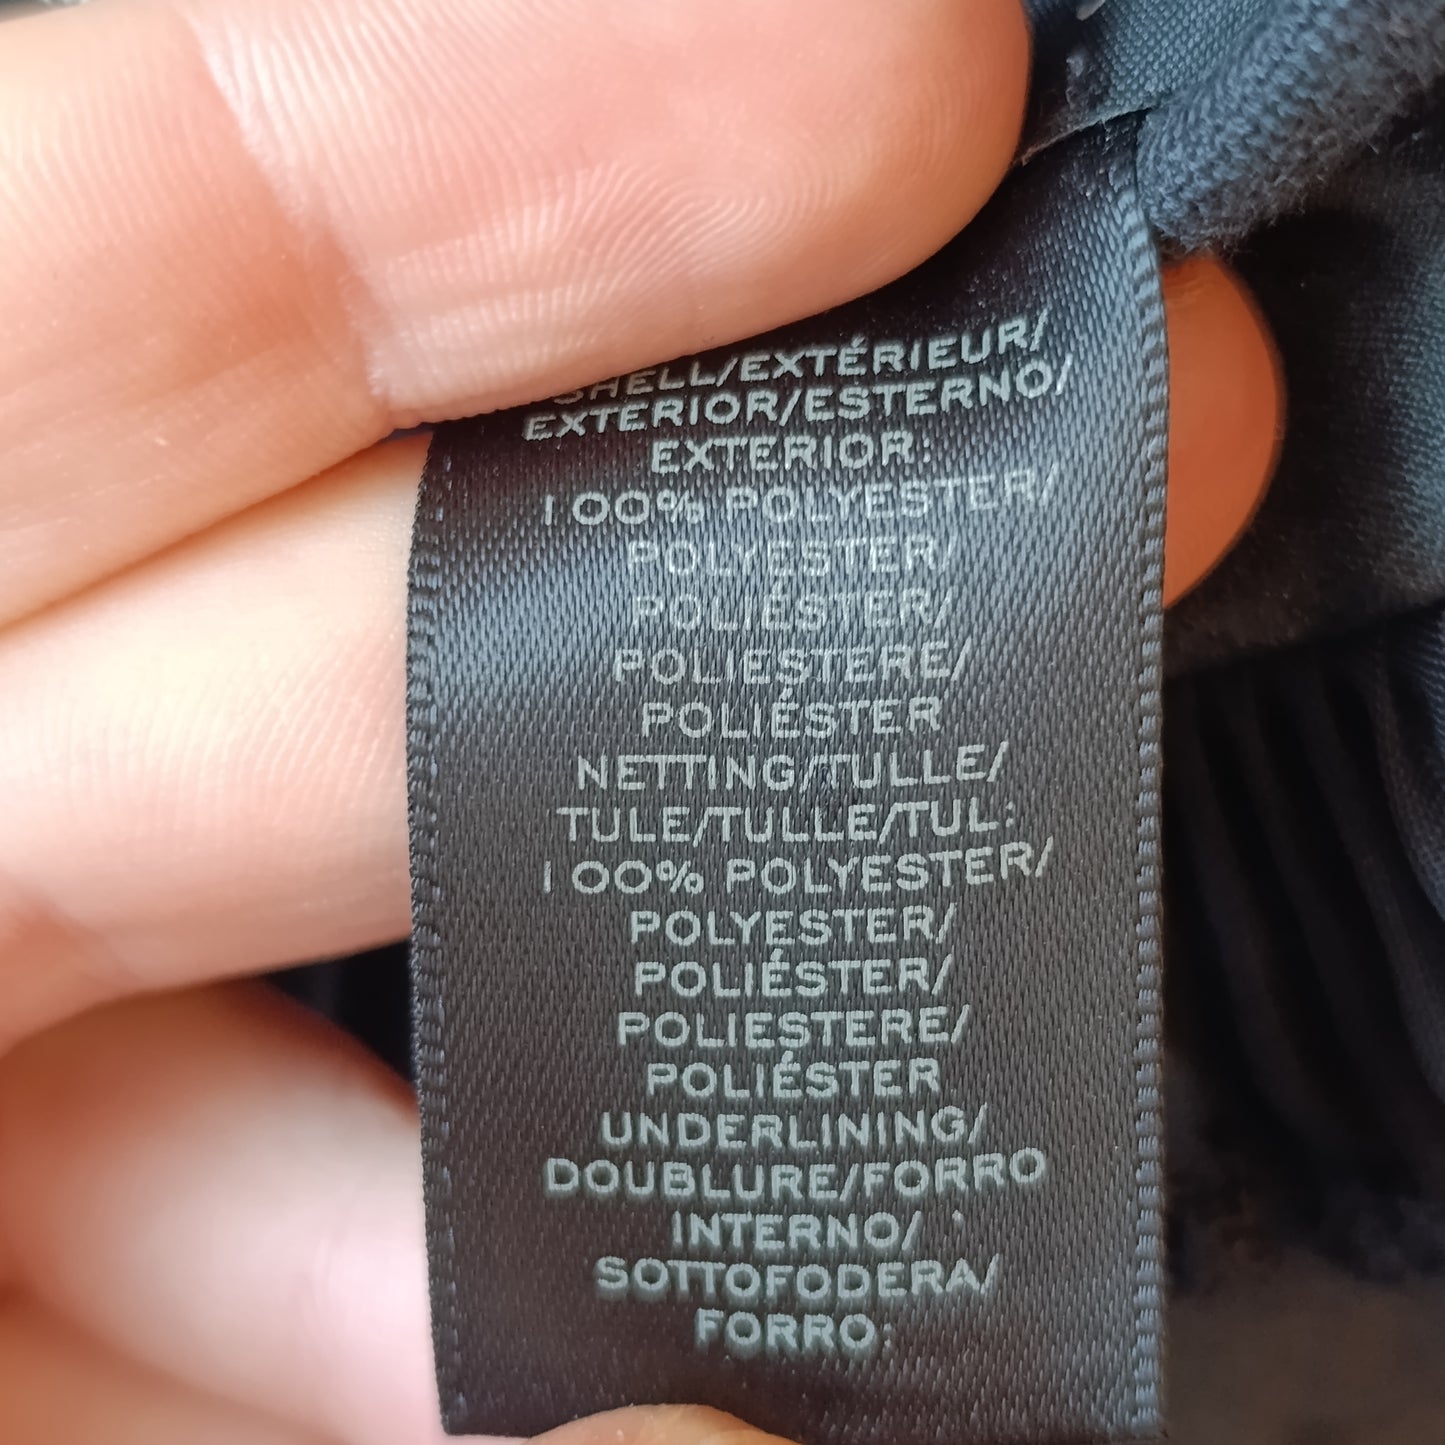 SHELL/EXTÉRIEUR/
EXTERIOR/ESTERNO/
EXTERIOR:
100% POLYESTER/
POLYESTER/
POLIÉSTER/
POLIESTERE/
POLIÉSTER
NETTING/TULLE/
TULE/TULLE/TUL:
100% POLYESTER/
POLYESTER/
POLIÉSTER/
POLIESTERE/
POLIÉSTER
UNDERLINING/
DOUBLURE/FORRO
INTERNO/
SOTTOFODERA/
FORRO: